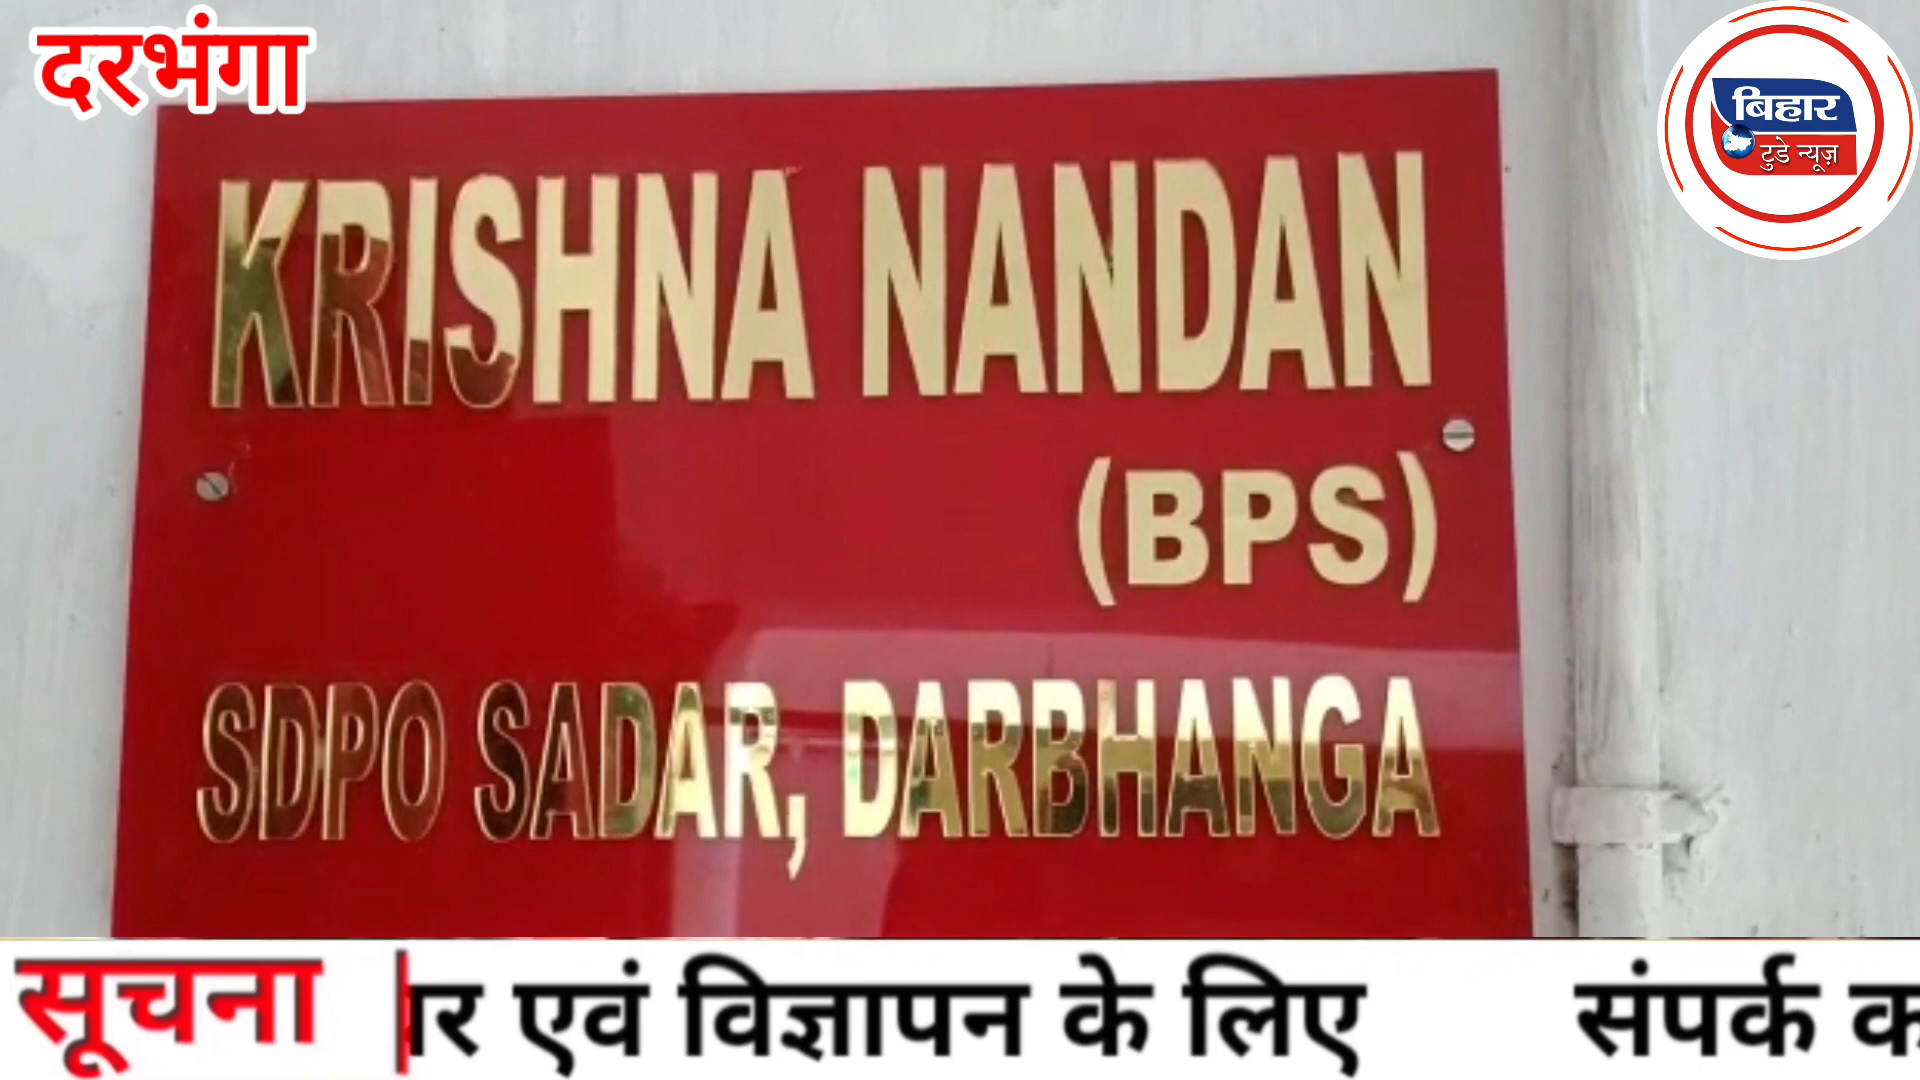 दरभंगा
बिहार
टुडे न्यूज़
KRISHNA NANDAN
(BPS)
SDPO SADAR, DARBHANGA
सूचना
एवं विज्ञापन के लिए संपर्क